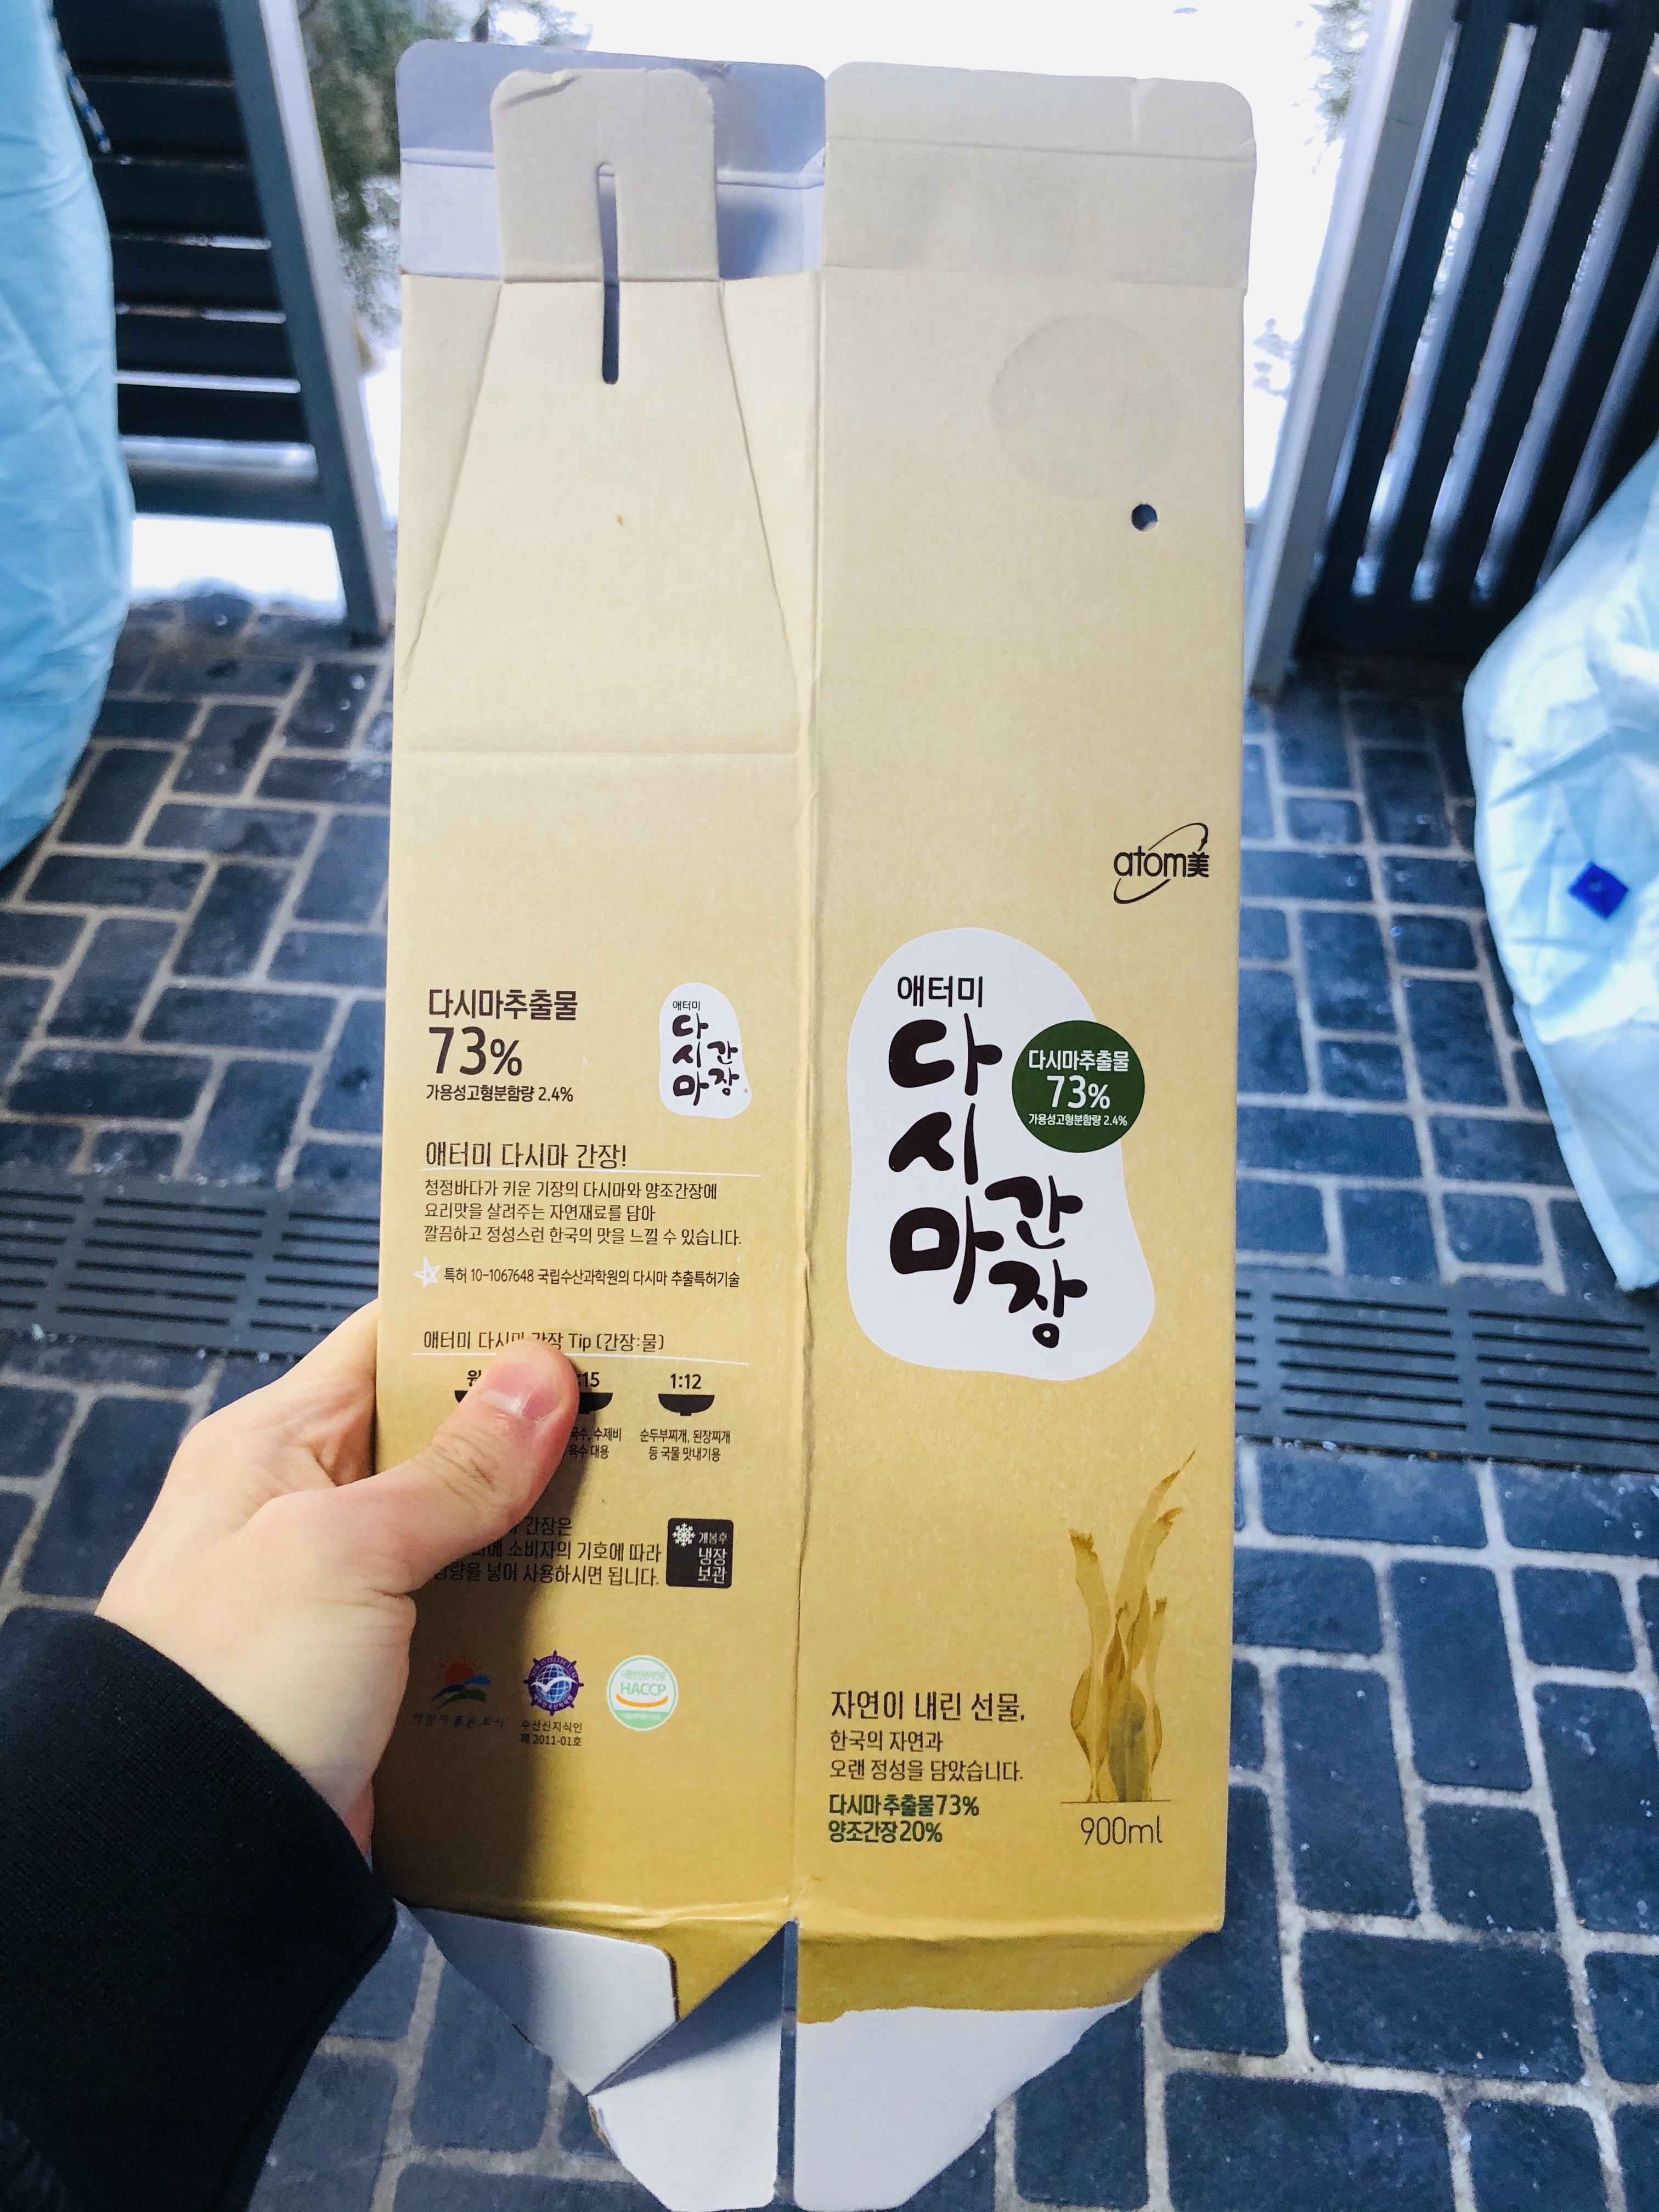 다시마추출물
73%
가용성고형분함량 2.4%
애터미
다시마
간장
애터미 다시마 간장!
청정바다가 키운 기장의 다시마와 양조간장에
요리맛을 살려주는 자연재료를 담아
깔끔하고 정성스런 한국의 맛을 느낄 수 있습니다.
특허 10-1067648 국립수산과학원의 다시마 추출특허기술
애터미 다시마 간장 Tip (간장:물)
:15
1:12
수제비
순두부찌개, 된장찌개
육수 대용
등 국물 맛내기용
간장은
소비자의 기호에 따라
넣어 사용하시면 됩니다.
개봉후
냉장
보관
HACCP
수산신지식인
제 2011-01호
atom美
애터미
다시마
간장
다시마추출물
73%
가용성고형분함량 2.4%
자연이 내린 선물,
한국의 자연과
오랜 정성을 담았습니다.
다시마추출물73%
양조간장20%
900ml